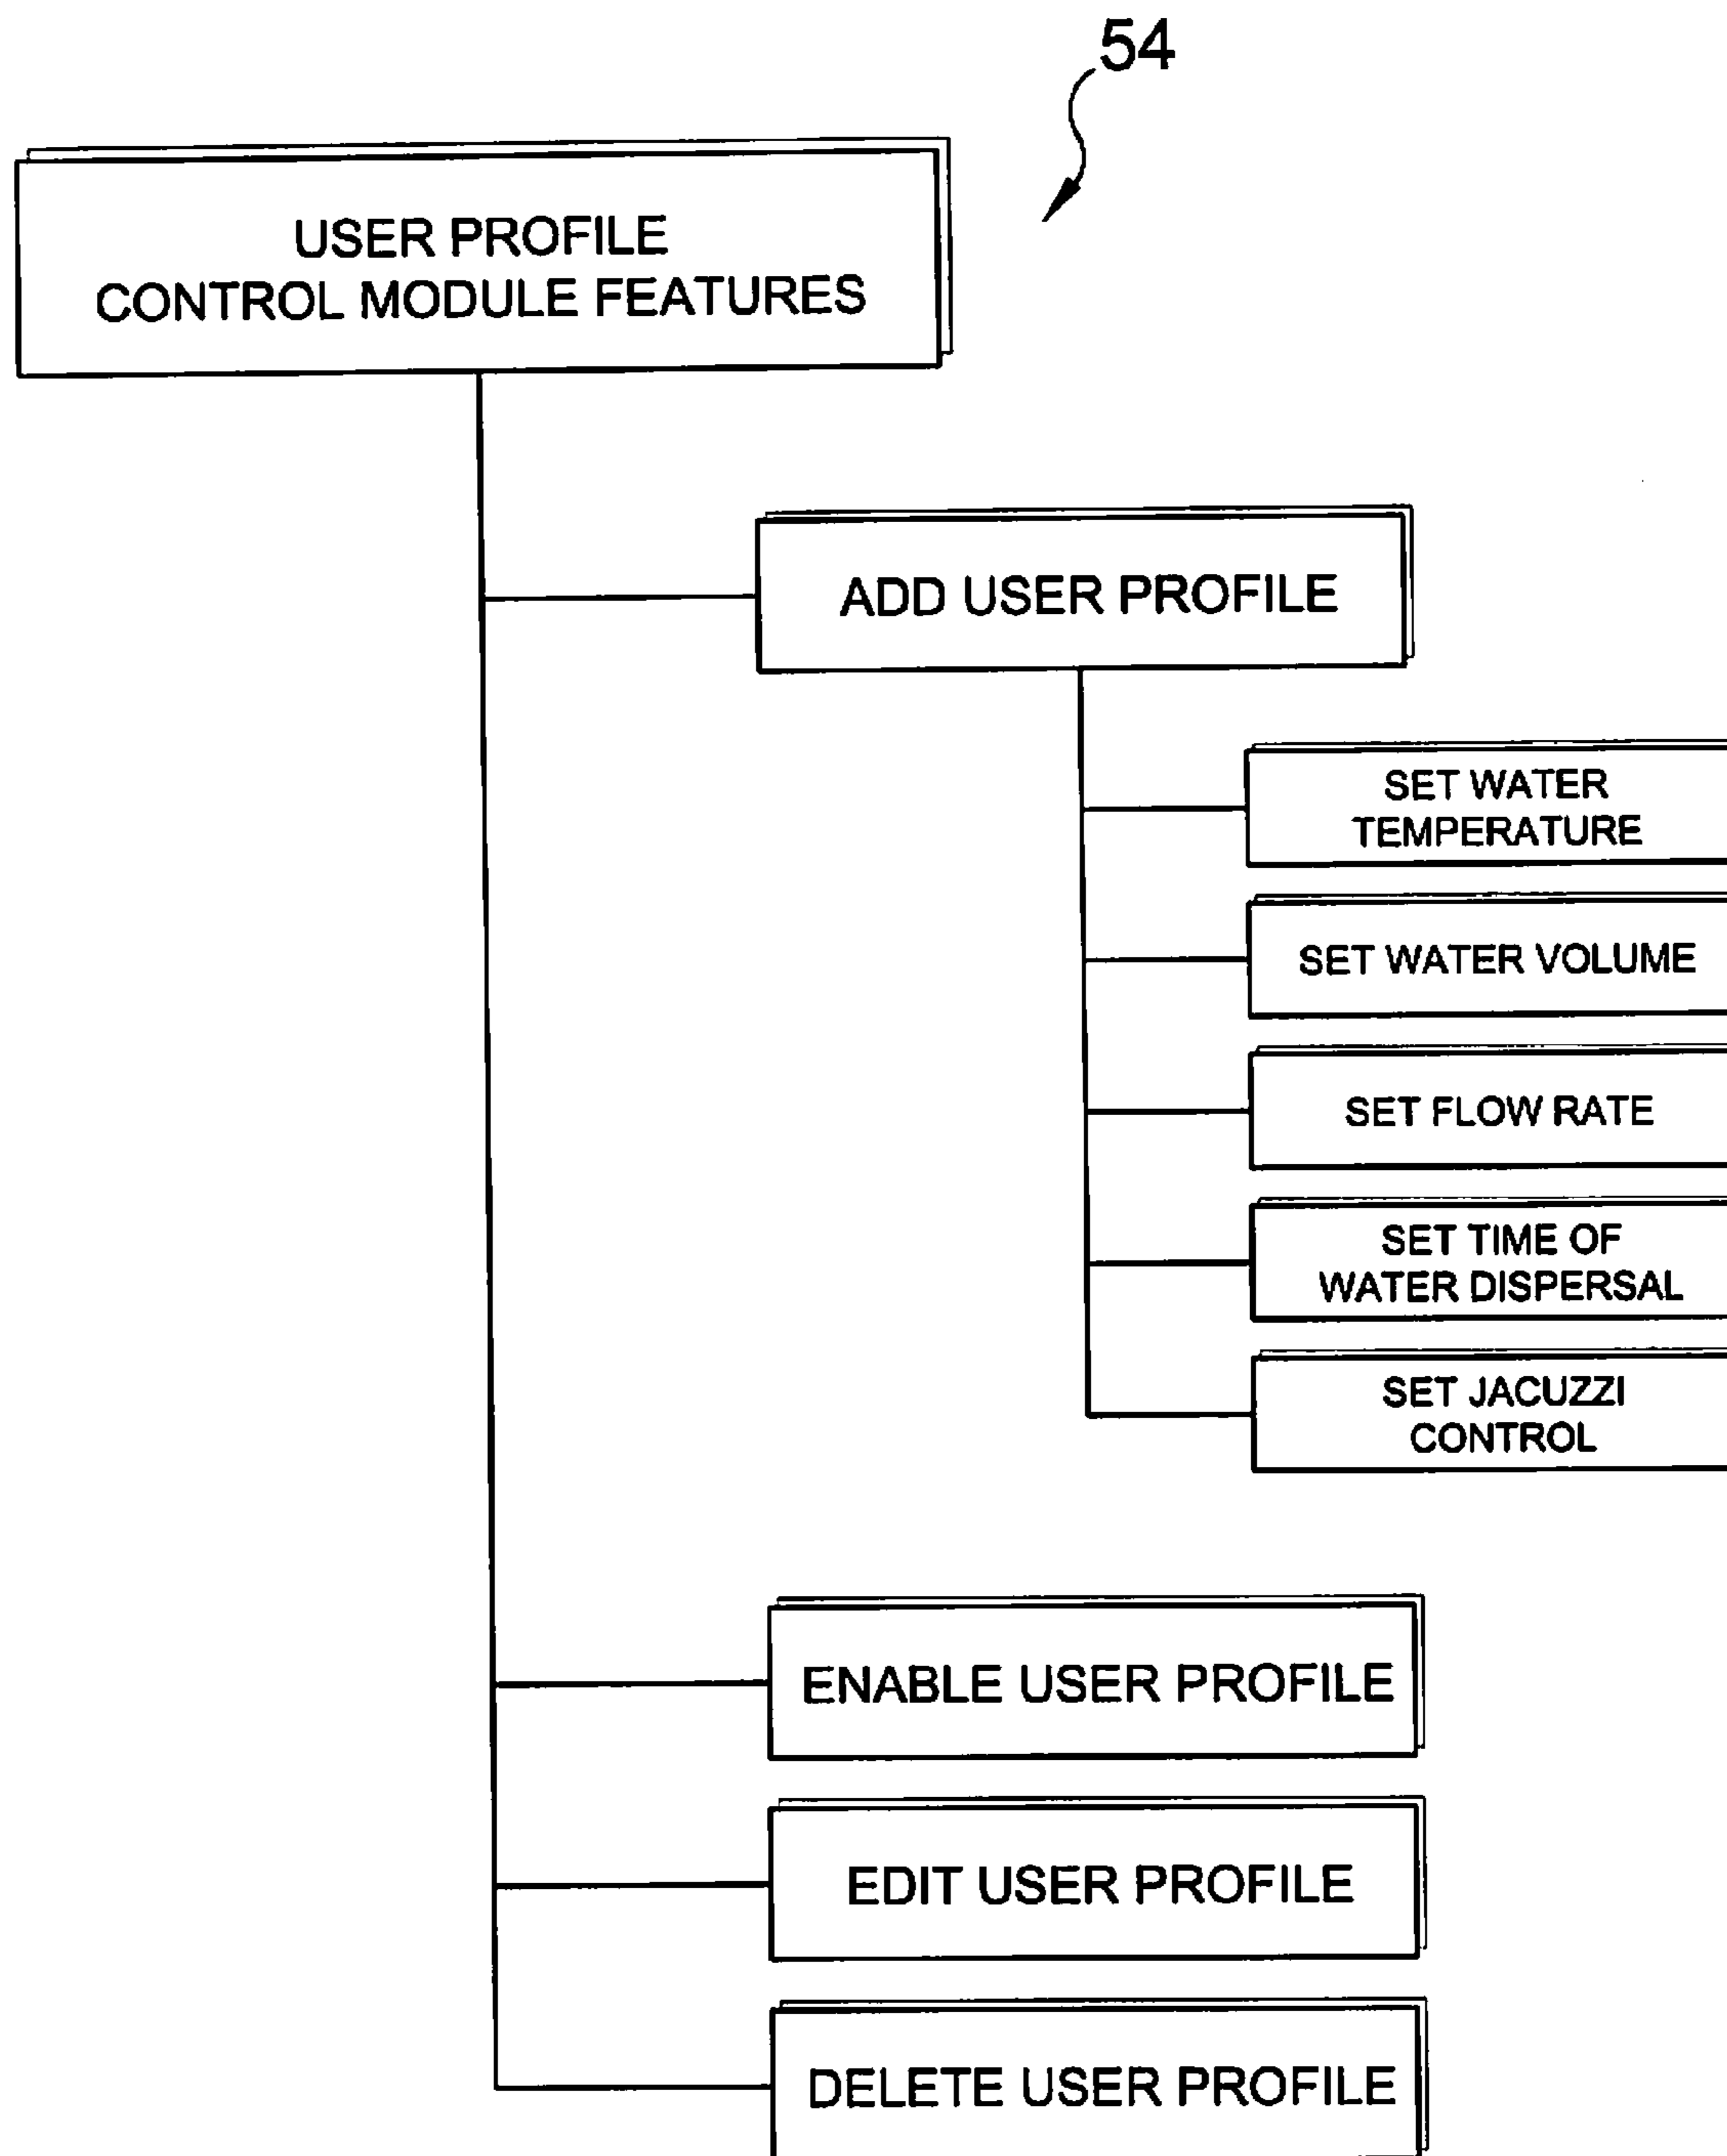 54
USER PROFILE
CONTROL MODULE FEATURES
ADD USER PROFILE
SET WATER
TEMPERATURE
SET WATER VOLUME
SET FLOW RATE
SET TIME OF
WATER DISPERSAL
SET JACUZZI
CONTROL
ENABLE USER PROFILE
EDIT USER PROFILE
DELETE USER PROFILE